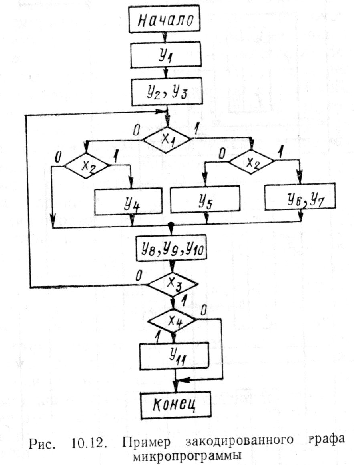 Начало
y1
y2, y3
x1
0 1
x2
0 1
x2
0 1
y4
y5
y6, y7
y8, y9, y10
x3
0
1
x4
0
1
y11
Конец
Рис. 10.12. Пример закодированного графа
микропрограммы